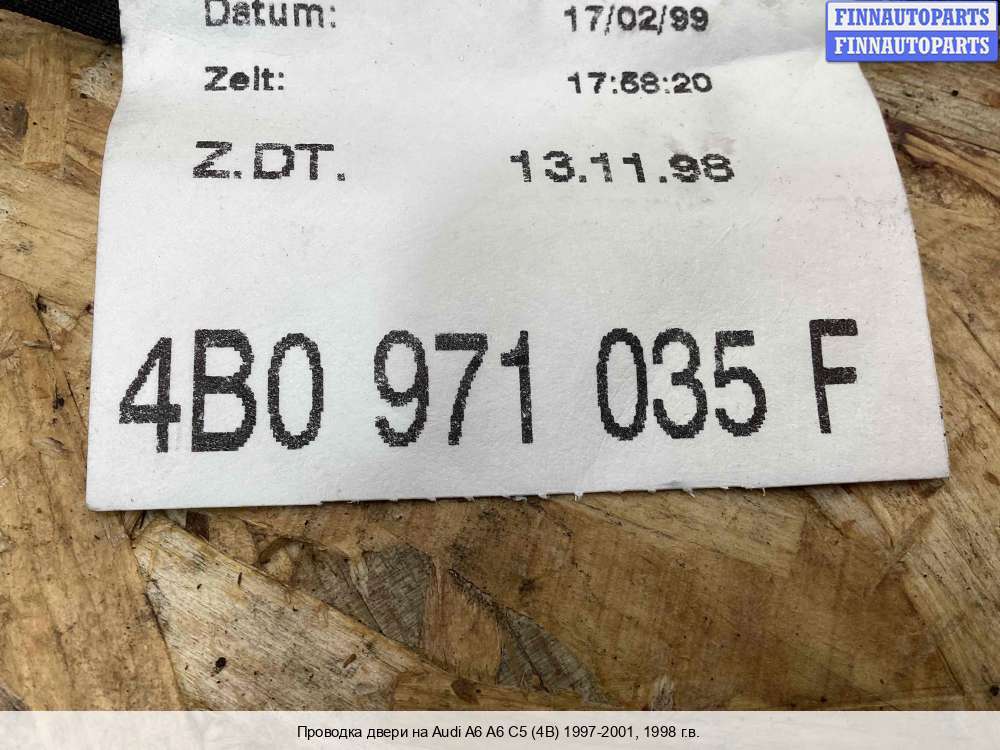 FINNAUTOPARTS
FINNAUTOPARTS
Datum: 17/02/99
Zeit: 17:58:20
Z.DT. 13.11.98
4B0 971 035 F
Проводка двери на Audi A6 A6 C5 (4B) 1997-2001, 1998 г.в.